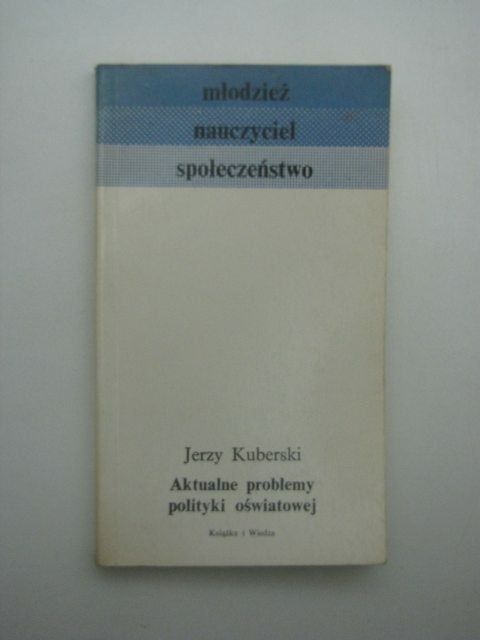 młodzież
nauczyciel
społeczeństwo
Jerzy Kuberski
Aktualne problemy
polityki oświatowej
Książka i Wiedza